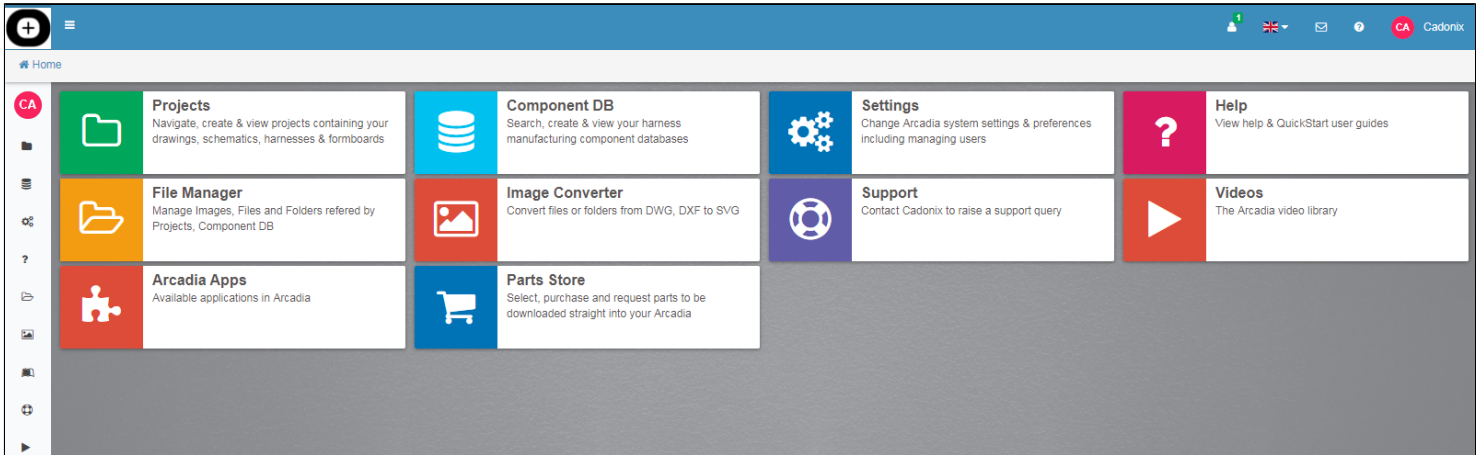 1
CA Cadonix
Home
CA
Projects
Navigate, create & view projects containing your
drawings, schematics, harnesses & formboards
Component DB
Search, create & view your harness
manufacturing component databases
Settings
Change Arcadia system settings & preferences
including managing users
Help
View help & QuickStart user guides
File Manager
Manage Images, Files and Folders refered by
Projects, Component DB
Image Converter
Convert files or folders from DWG, DXF to SVG
Support
Contact Cadonix to raise a support query
Videos
The Arcadia video library
Arcadia Apps
Available applications in Arcadia
Parts Store
Select, purchase and request parts to be
downloaded straight into your Arcadia